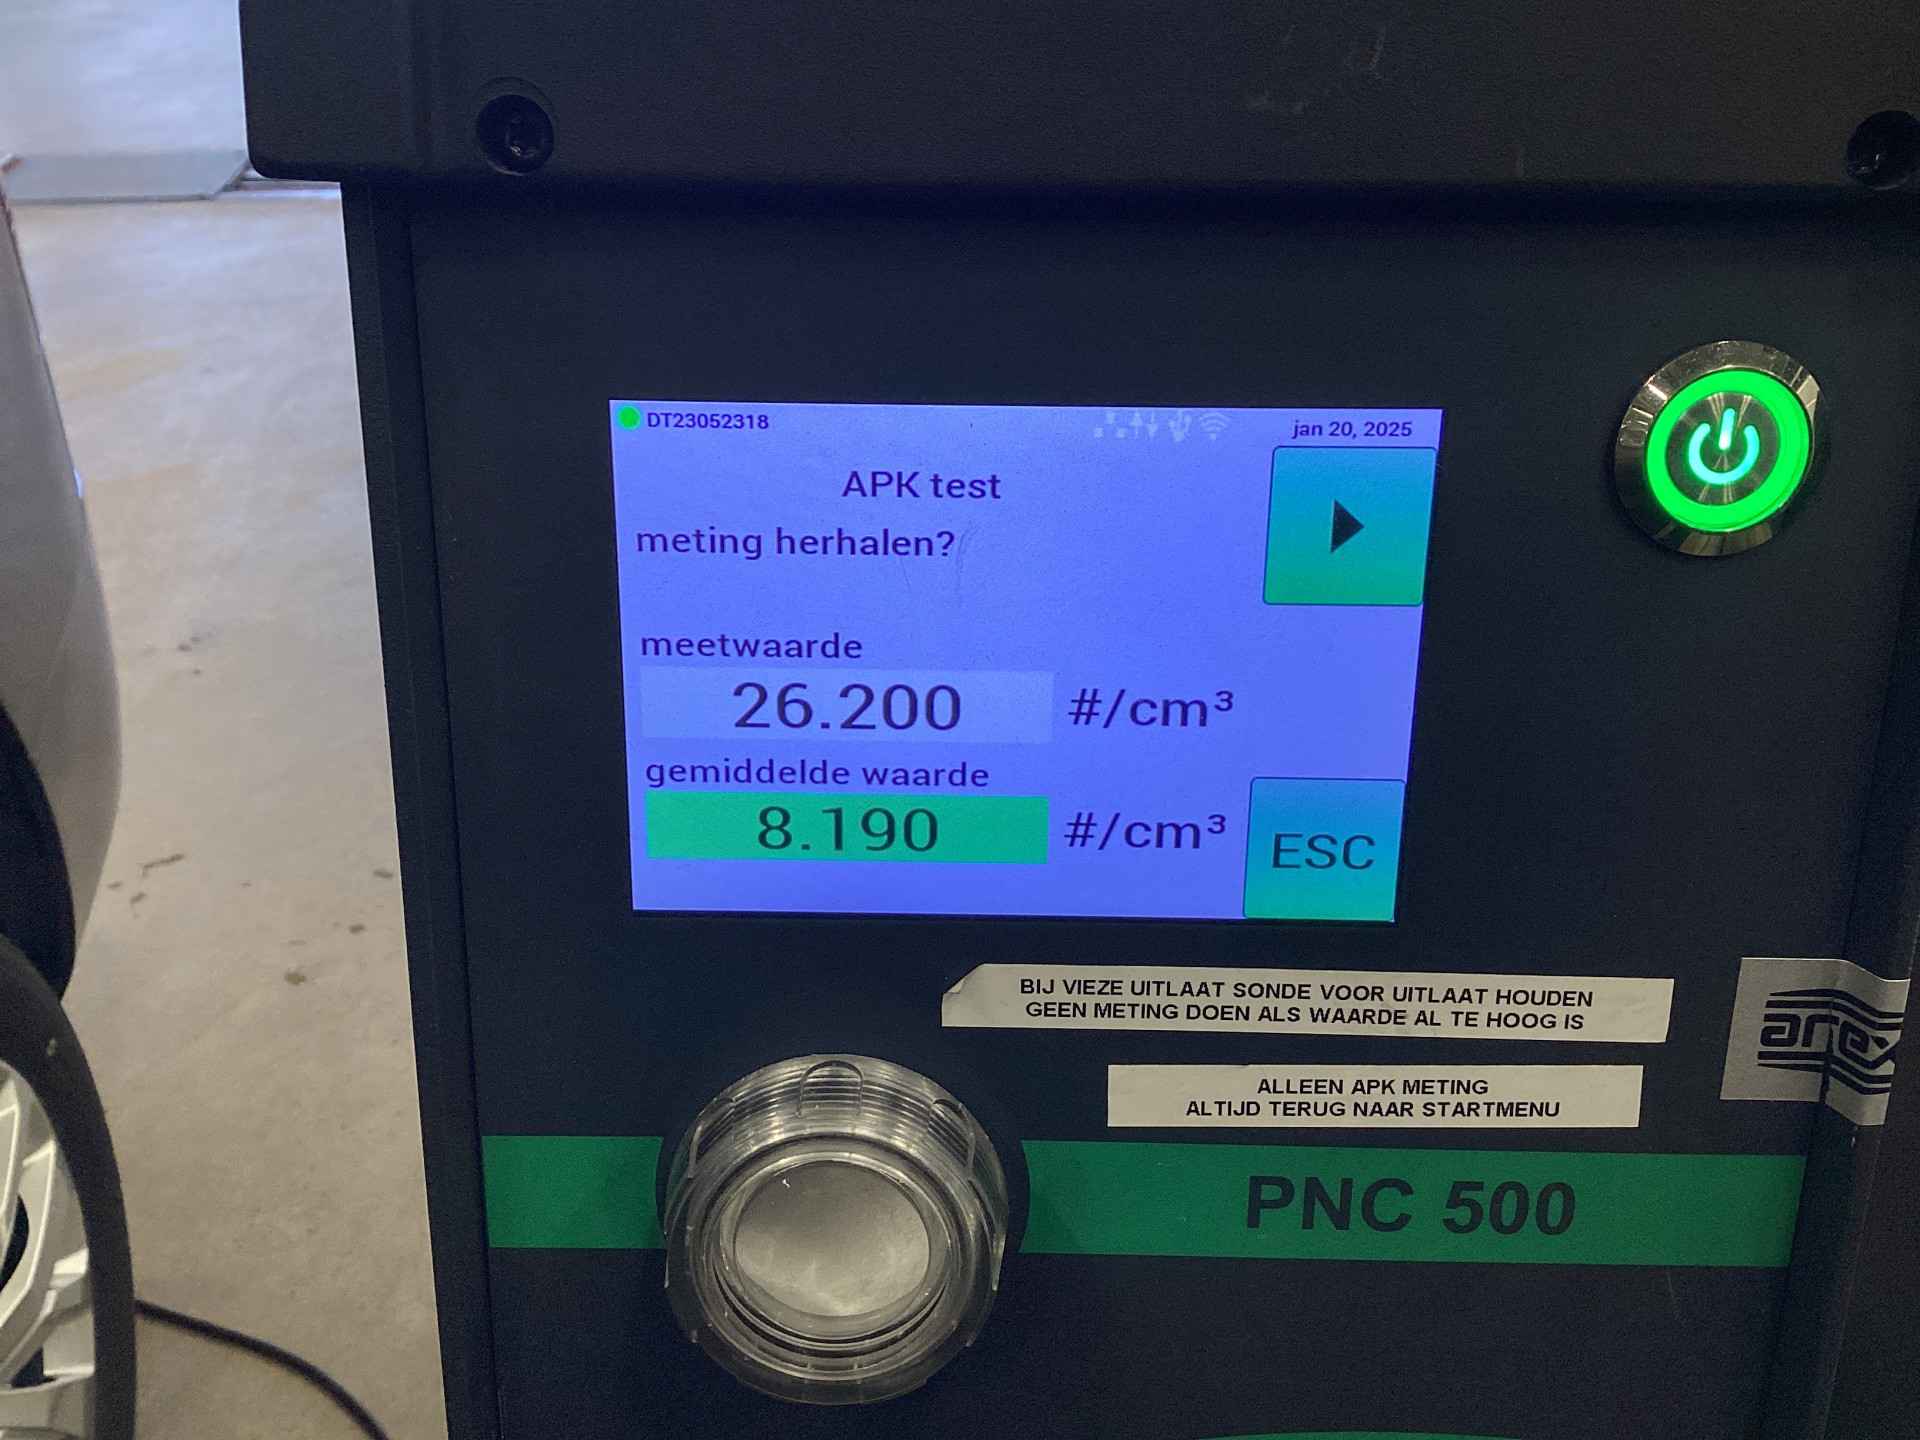 DT23052318
jan 20, 2025
APK test
meting herhalen?
meetwaarde
26.200 #/cm³
gemiddelde waarde
8.190 #/cm³
ESC
BIJ VIEZE UITLAAT SONDE VOOR UITLAAT HOUDEN
GEEN METING DOEN ALS WAARDE AL TE HOOG IS
arex
ALLEEN APK METING
ALTIJD TERUG NAAR STARTMENU
PNC 500